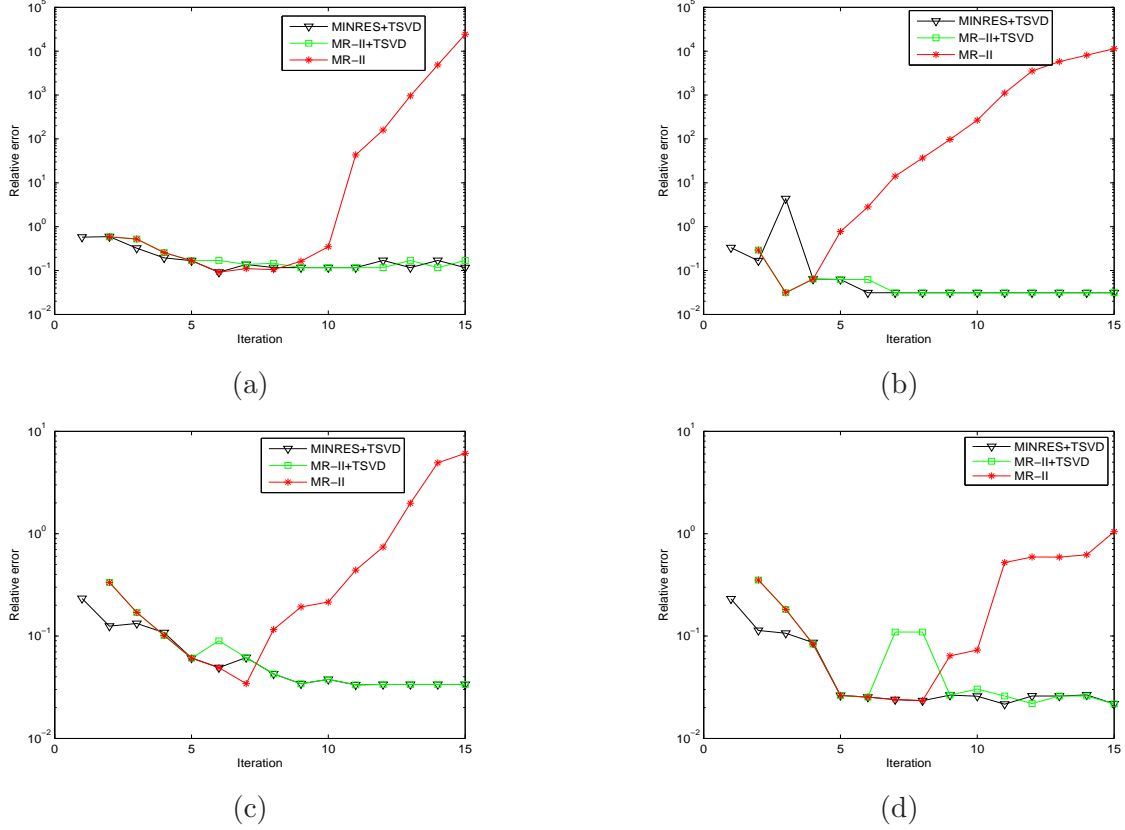 10^5
10^4
10^3
10^2
10^1
10^0
10^−1
10^−2
Relative error
0 5 10 15
Iteration
MINRES+TSVD
MR−II+TSVD
MR−II
(a)
10^5
10^4
10^3
10^2
10^1
10^0
10^−1
10^−2
Relative error
0 5 10 15
Iteration
MINRES+TSVD
MR−II+TSVD
MR−II
(b)
10^1
10^0
10^−1
10^−2
Relative error
0 5 10 15
Iteration
MINRES+TSVD
MR−II+TSVD
MR−II
(c)
10^1
10^0
10^−1
10^−2
Relative error
0 5 10 15
Iteration
MINRES+TSVD
MR−II+TSVD
MR−II
(d)